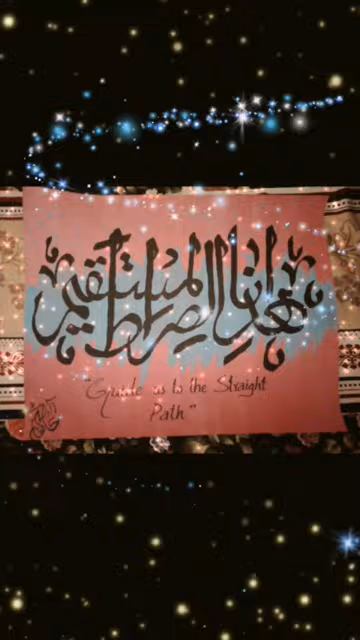 اهدنا الصراط المستقيم
"Guide us to the Straight
Path"